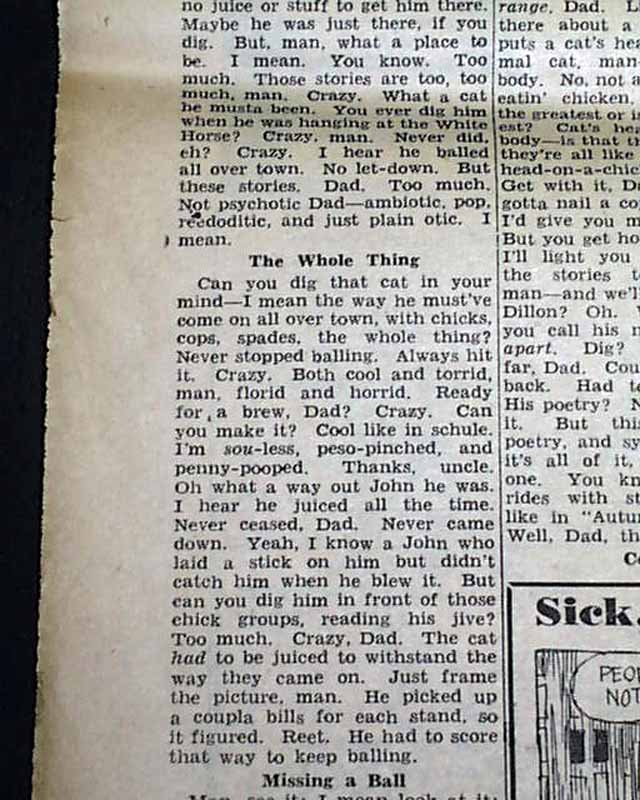 no juice or stuff to get him there.
Maybe he was just there, if you
dig. But, man, what a place to
be. I mean. You know. Too
much. Those stories are too, too
much, man. Crazy. What a cat
he musta been. You ever dig him
when he was hanging at the White
Horse? Crazy, man. Never did,
eh? Crazy. I hear he balled
all over town. No let-down. But
these stories. Dad. Too much.
Not psychotic Dad—ambiotic, pop,
reedoditic, and just plain otic. I
mean.
The Whole Thing
Can you dig that cat in your
mind—I mean the way he must've
come on all over town, with chicks,
cops, spades, the whole thing?
Never stopped balling. Always hit
it. Crazy. Both cool and torrid,
man, florid and horrid. Ready
for a brew, Dad? Crazy. Can
you make it? Cool like in schule.
I'm sou-less, peso-pinched, and
penny-pooped. Thanks, uncle.
Oh what a way out John he was.
I hear he juiced all the time.
Never ceased, Dad. Never came
down. Yeah, I know a John who
laid a stick on him but didn't
catch him when he blew it. But
can you dig him in front of those
chick groups, reading his jive?
Too much. Crazy, Dad. The cat
had to be juiced to withstand the
way they came on. Just frame
the picture, man. He picked up
a coupla bills for each stand, so
it figured. Reet. He had to score
that way to keep balling.
Missing a Ball
range, Dad.
there about a
puts a cat's
mal cat, man
body. No, not a
eatin' chicken,
the greatest or
est? Cat's
body—is that
they're all like
head-on-a-chic
Get with it,
gotta nail a
I'd give you
But you get
I'll light you
the stories
man—and we'll
Dillon? Oh.
you call his
apart. Dig?
far, Dad.
back. Had
His poetry?
it. But
poetry, and
it's all of it,
one. You
rides with
like in "Autu
Well, Dad,
Sick,
PEO
NOT